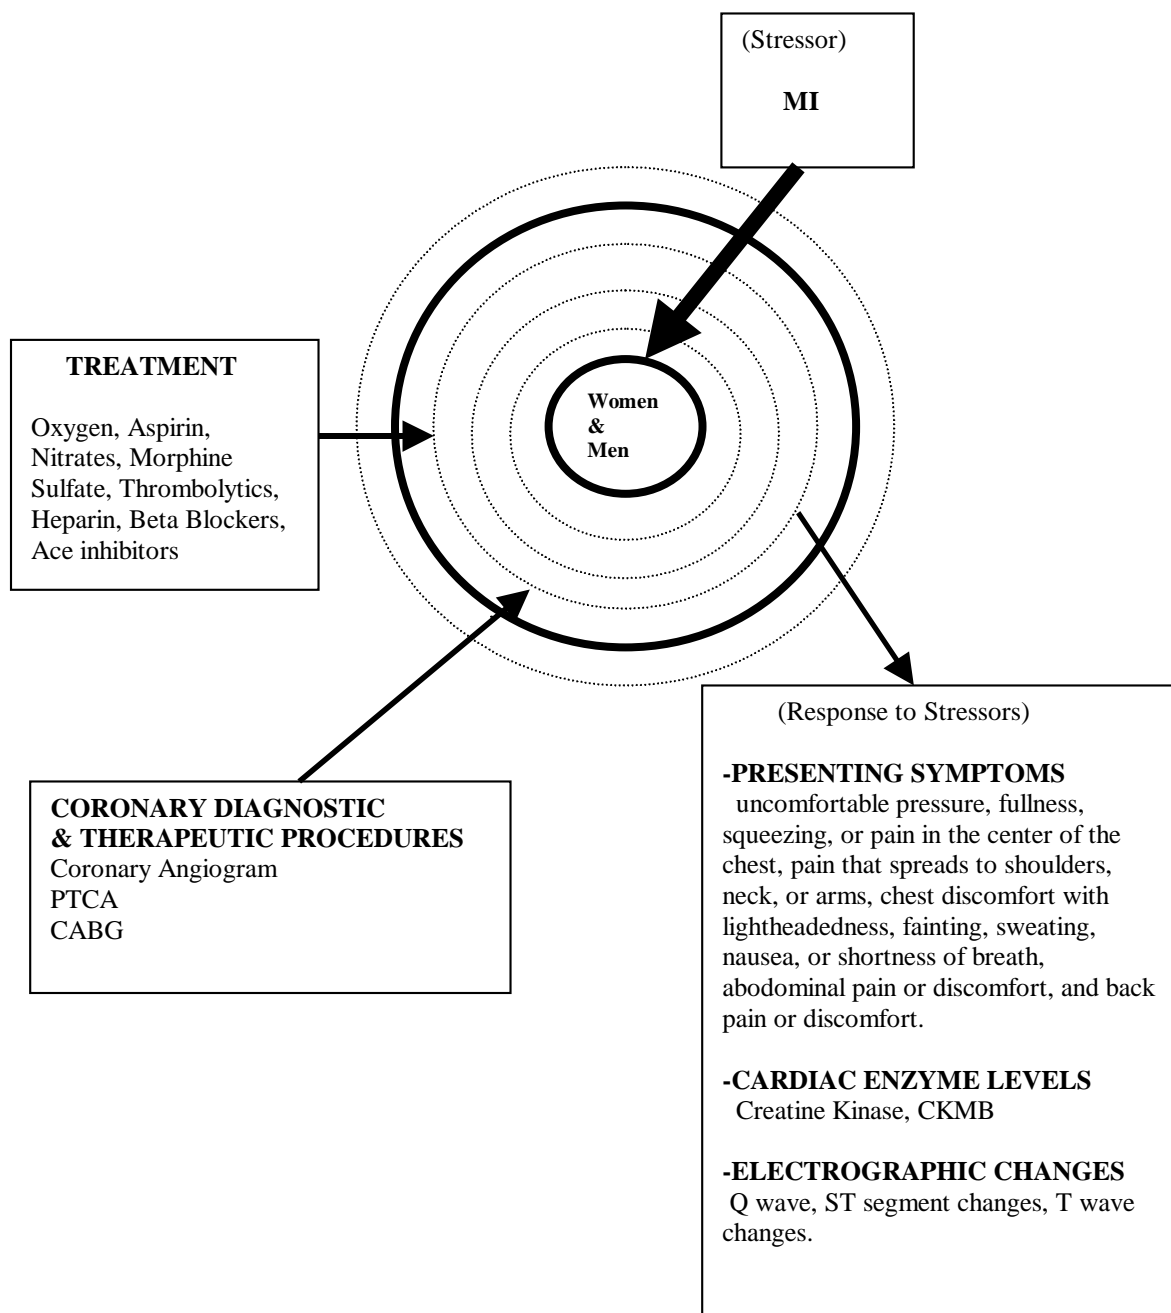 (Stressor)
MI
Women
&
Men
TREATMENT
Oxygen, Aspirin,
Nitrates, Morphine
Sulfate, Thrombolytics,
Heparin, Beta Blockers,
Ace inhibitors
CORONARY DIAGNOSTIC
& THERAPEUTIC PROCEDURES
Coronary Angiogram
PTCA
CABG
(Response to Stressors)
-PRESENTING SYMPTOMS
uncomfortable pressure, fullness,
squeezing, or pain in the center of the
chest, pain that spreads to shoulders,
neck, or arms, chest discomfort with
lightheadedness, fainting, sweating,
nausea, or shortness of breath,
abodominal pain or discomfort, and back
pain or discomfort.
-CARDIAC ENZYME LEVELS
Creatine Kinase, CKMB
-ELECTROGRAPHIC CHANGES
Q wave, ST segment changes, T wave
changes.